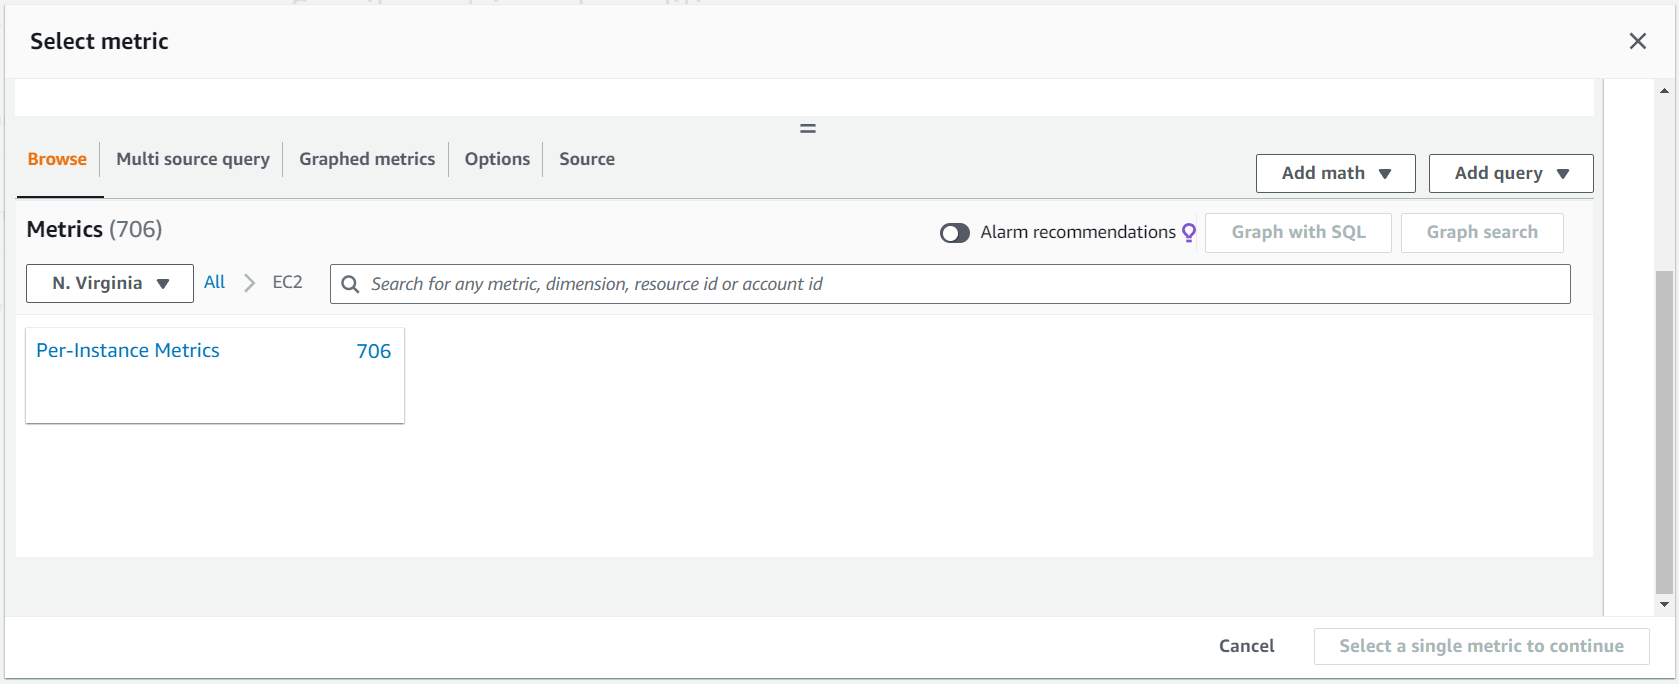 Select metric
Browse
Multi source query
Graphed metrics
Options
Source
Add math
Add query
Metrics (706)
Alarm recommendations
Graph with SQL
Graph search
N. Virginia
All
EC2
Search for any metric, dimension, resource id or account id
Per-Instance Metrics 706
Cancel
Select a single metric to continue